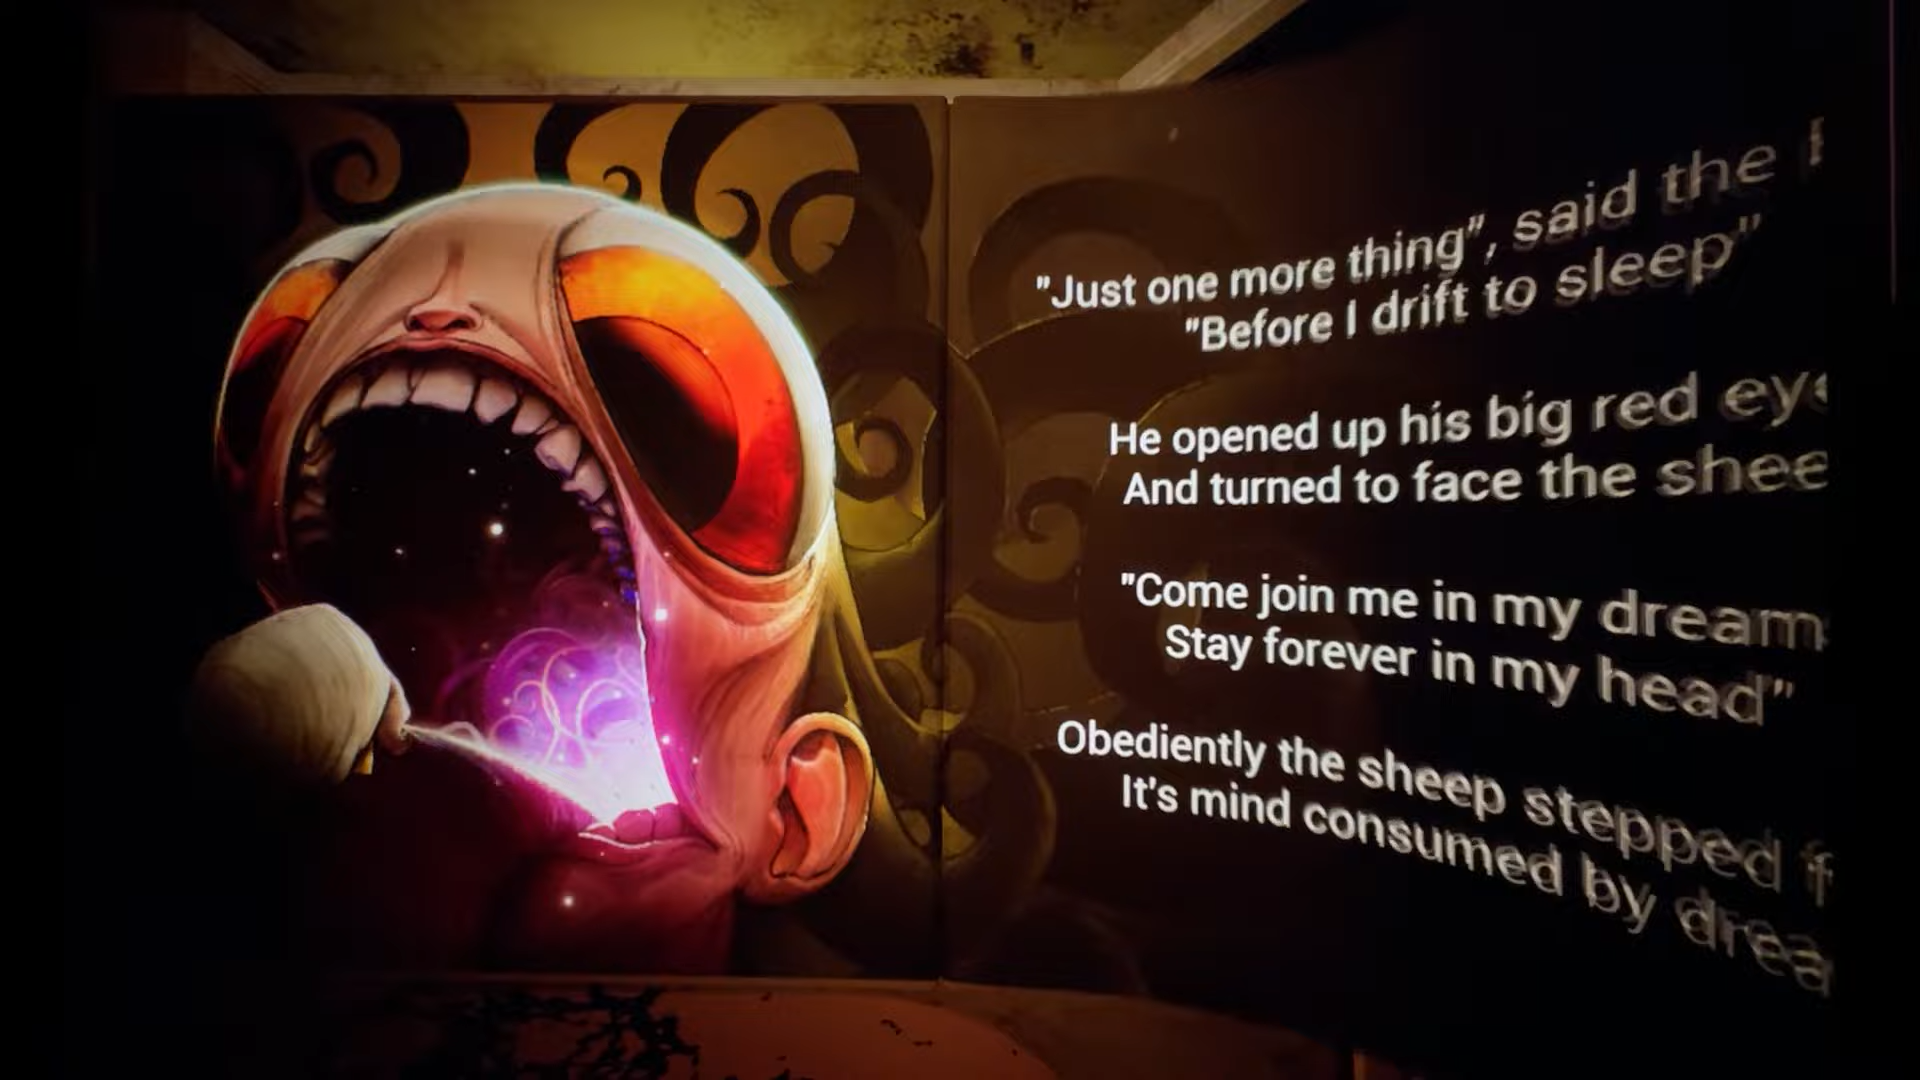 "Just one more thing", said the
"Before I drift to sleep"
He opened up his big red
And turned to face the
"Come join me in my
Stay forever in my head"
Obediently the sheep stepped
It's mind consumed by